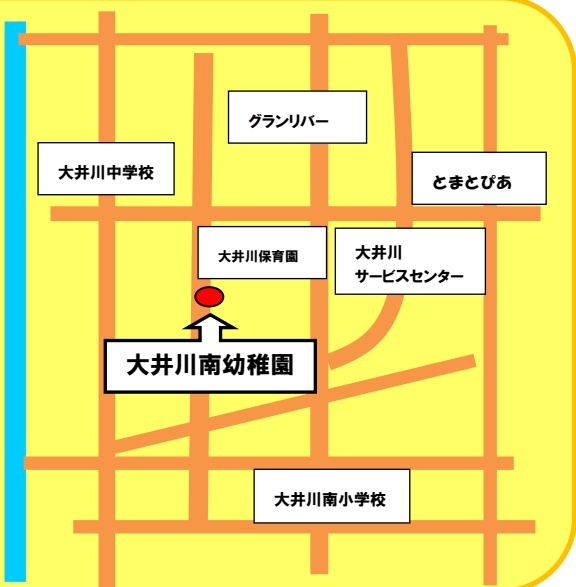 グランリバー
大井川中学校
とまとぴあ
大井川保育園
大井川
サービスセンター
大井川南幼稚園
大井川南小学校